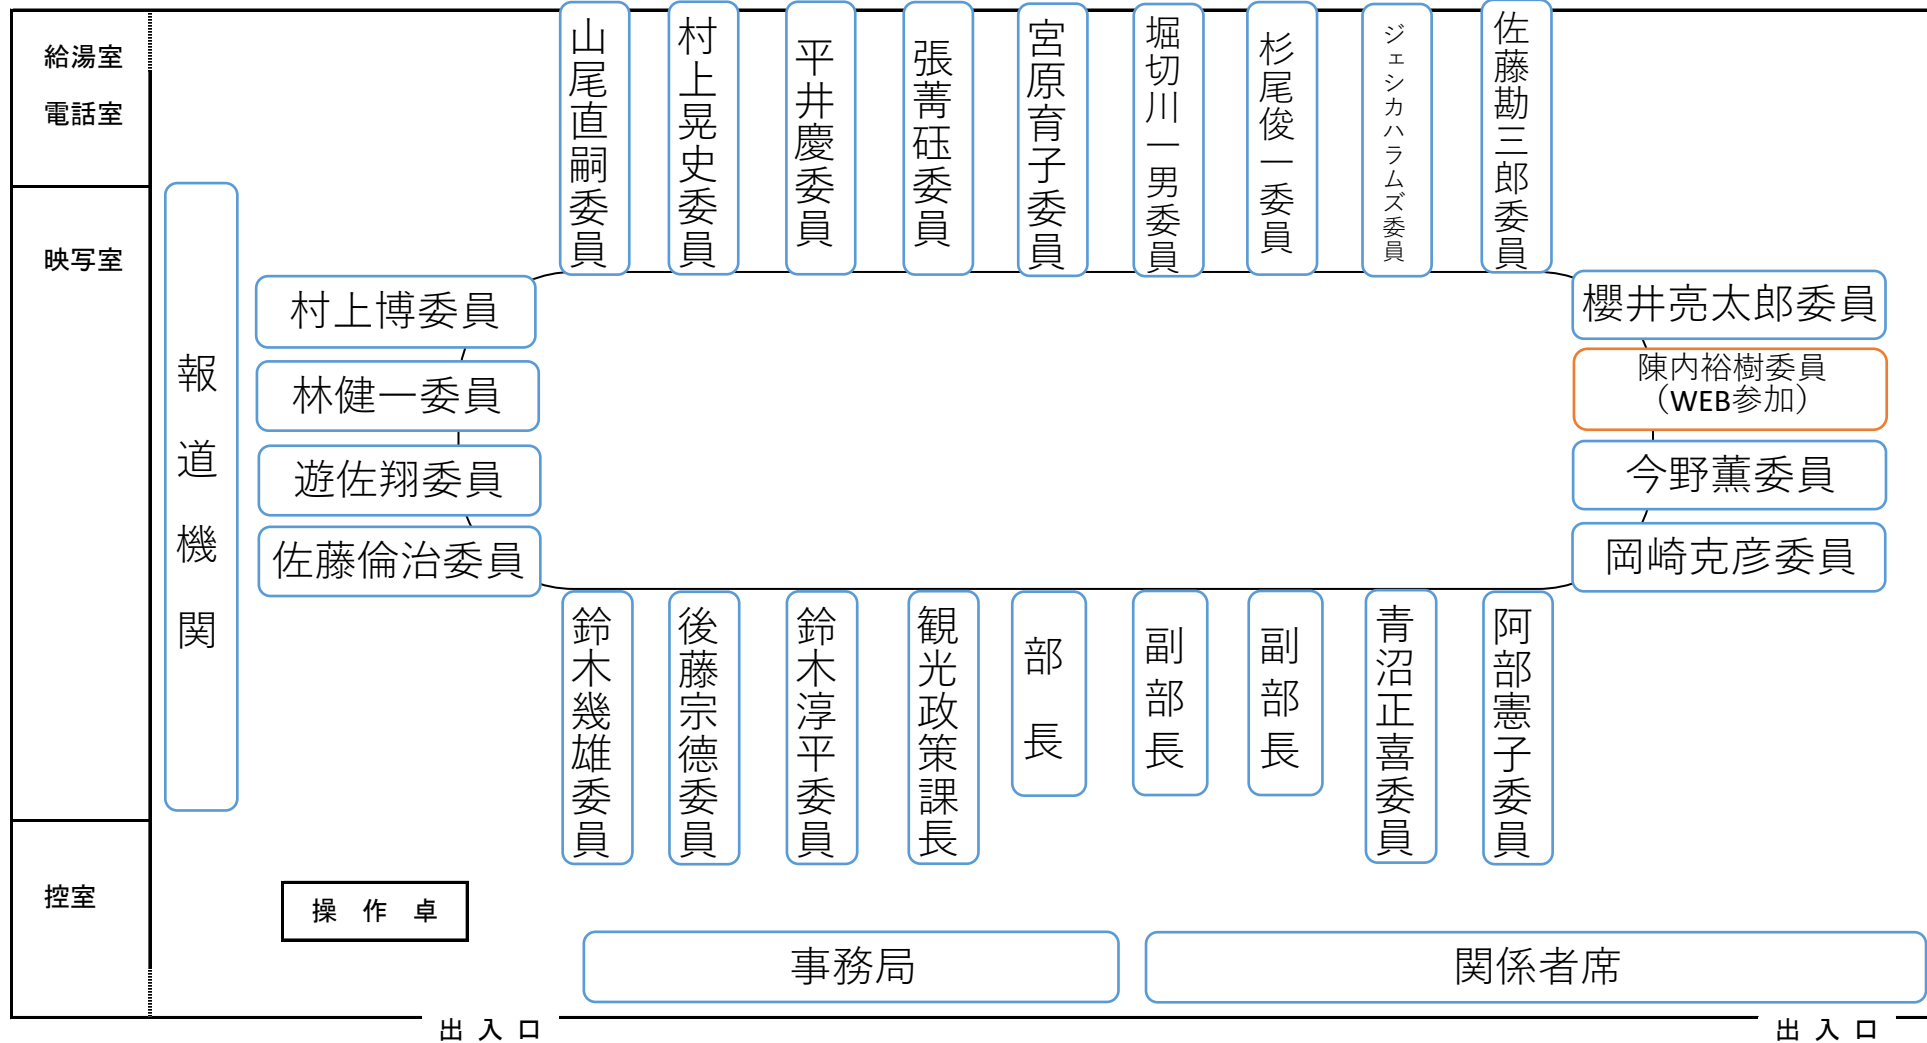 給湯室
電話室
映写室
控室
報道機関
山尾直嗣委員
村上晃史委員
平井慶委員
張菁砡委員
宮原育子委員
堀切川一男委員
杉尾俊一委員
ジェシカハラムズ委員
佐藤勘三郎委員
村上博委員
林健一委員
遊佐翔委員
佐藤倫治委員
櫻井亮太郎委員
陳内裕樹委員
（WEB参加）
今野薫委員
岡崎克彦委員
鈴木幾雄委員
後藤宗徳委員
鈴木淳平委員
観光政策課長
部長
副部長
副部長
青沼正喜委員
阿部憲子委員
操作卓
事務局
関係者席
出入口
出入口